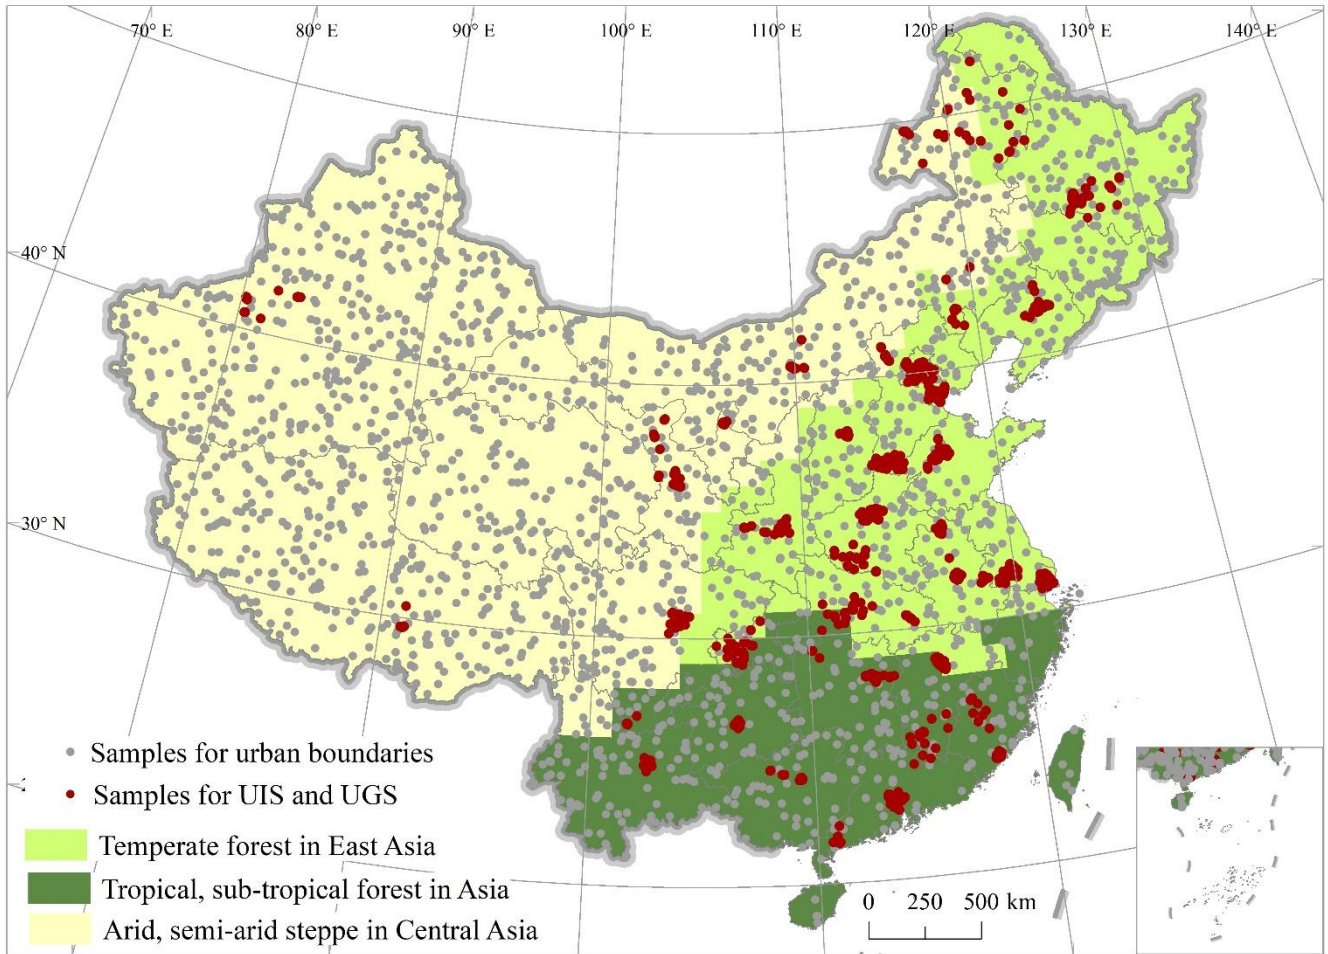 70° E 80° E 90° E 100° E 110° E 120° E 130° E 140° E
40° N
30° N
Samples for urban boundaries
Samples for UIS and UGS
Temperate forest in East Asia
Tropical, sub-tropical forest in Asia
Arid, semi-arid steppe in Central Asia
0 250 500 km